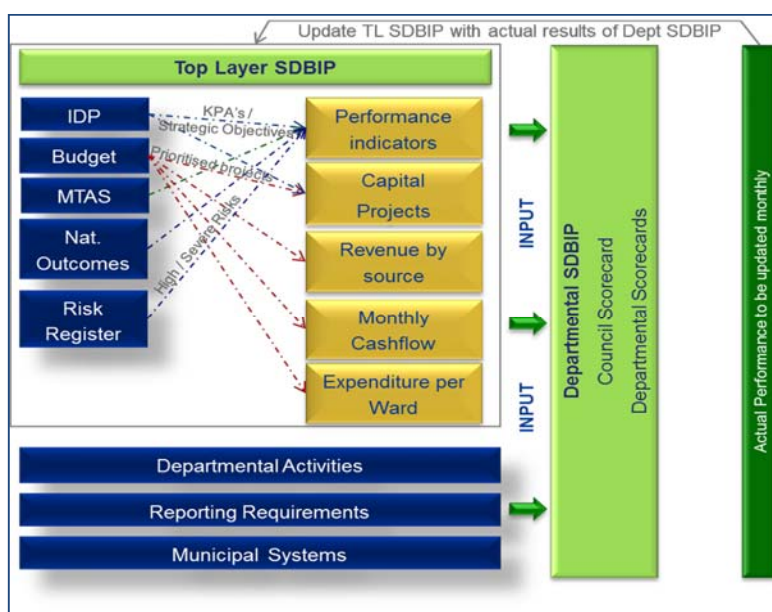 Update TL SDBIP with actual results of Dept SDBIP
Top Layer SDBIP
IDP
Budget
MTAS
Nat.
Outcomes
Risk
Register
KPA's /
Strategic Objectives
Prioritised projects
High / Severe Risks
Performance
indicators
Capital
Projects
Revenue by
source
Monthly
Cashflow
Expenditure per
Ward
INPUT
INPUT
Departmental SDBIP
Council Scorecard
Departmental Scorecards
Actual Performance to be updated monthly
Departmental Activities
Reporting Requirements
Municipal Systems